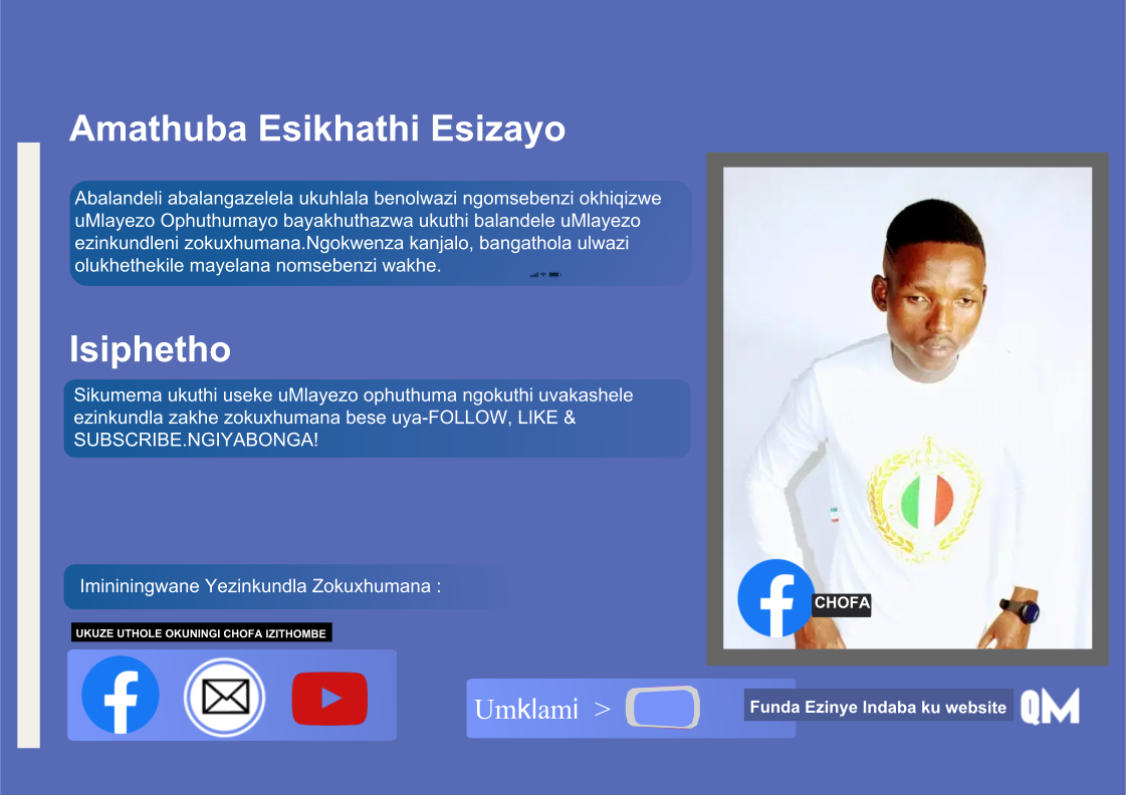 Amathuba Esikhathi Esizayo
Abalandeli abalangazelela ukuhlala benolwazi ngomsebenzi okhiqizwe
uMlayezo Ophuthumayo bayakhuthazwa ukuthi balandele uMlayezo
ezinkundleni zokuxhumana.Ngokwenza kanjalo, bangathola ulwazi
olukhethekile mayelana nomsebenzi wakhe.
Isiphetho
Sikumema ukuthi useke uMlayezo ophuthuma ngokuthi uvakashele
ezinkundla zakhe zokuxhumana bese uya-FOLLOW, LIKE &
SUBSCRIBE.NGIYABONGA!
Imininingwane Yezinkundla Zokuxhumana :
UKUZE UTHOLE OKUNINGI CHOFA IZITHOMBE
CHOFA
Umklami >
Funda Ezinye Indaba ku website
QM